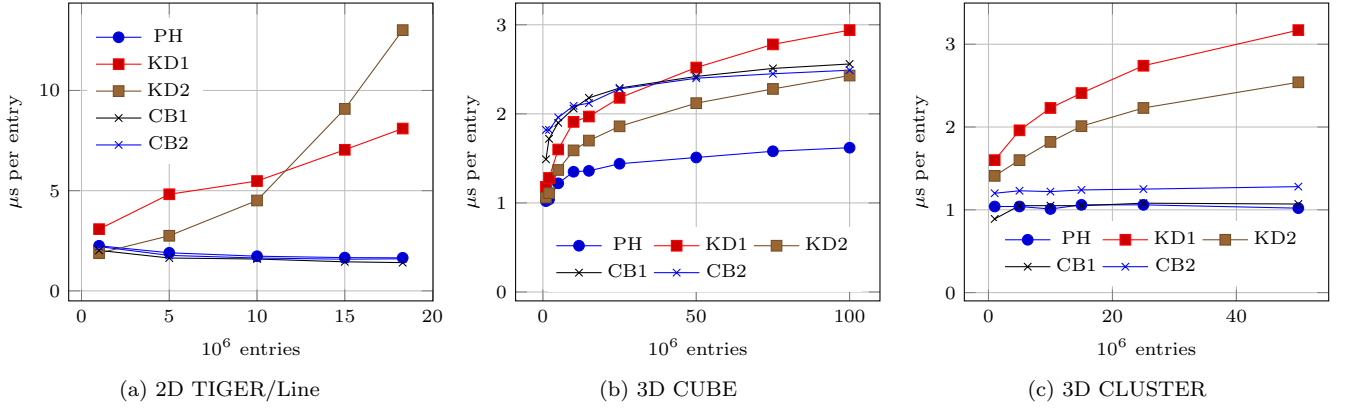 PH
KD1
KD2
CB1
CB2
0
5
10
0
5
10
15
20
µs per entry
10^6 entries
(a) 2D TIGER/Line
PH KD1 KD2
CB1 CB2
0
1
2
3
0
50
100
µs per entry
10^6 entries
(b) 3D CUBE
PH KD1 KD2
CB1 CB2
0
1
2
3
0
20
40
µs per entry
10^6 entries
(c) 3D CLUSTER